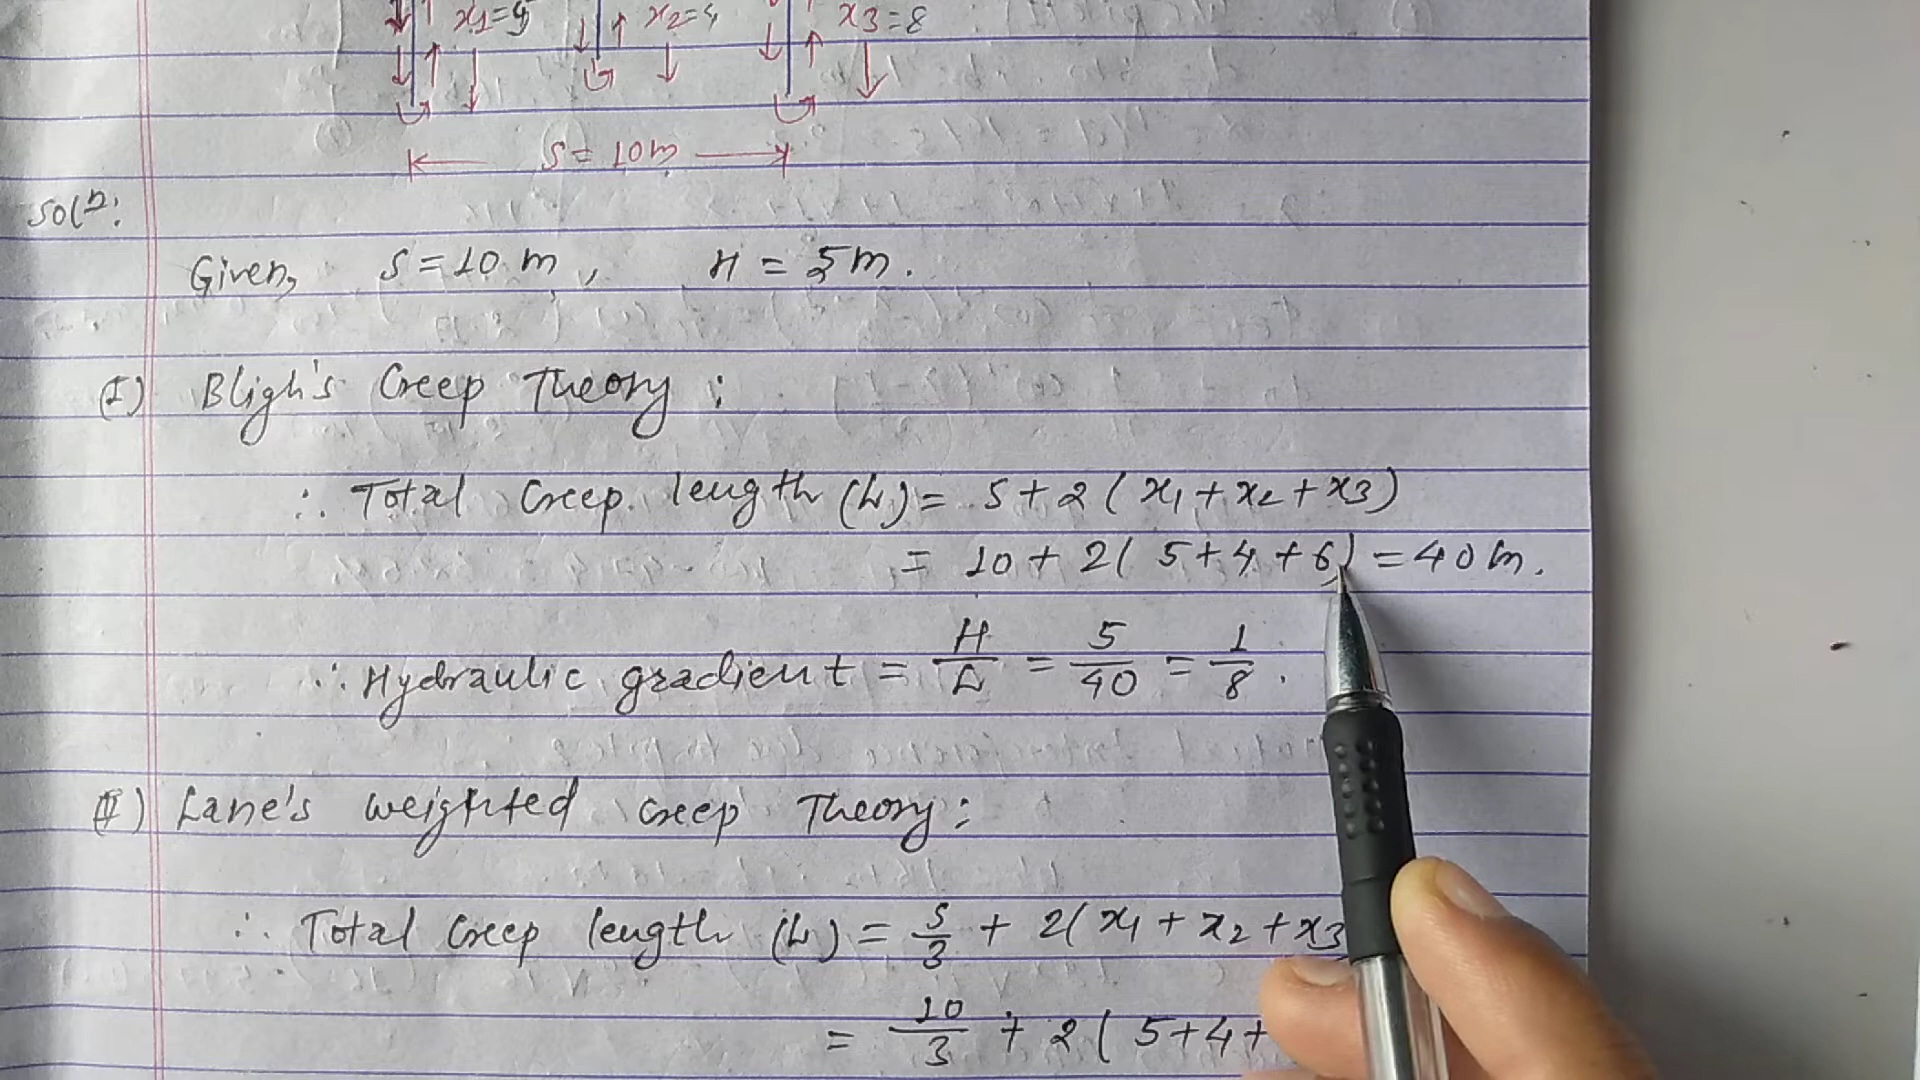 x1=5 x2=4 x3=8
S = 10m
Solⁿ:
Given, S = 10 m, H = 5m.
(I) Bligh's Creep Theory:
∴ Total Creep length (L) = S + 2(x1 + x2 + x3)
= 10 + 2(5+4+6) = 40m.
∴ Hydraulic gradient = H/L = 5/40 = 1/8.
(II) Lane's weighted Creep Theory:
∴ Total Creep length (L) = S/3 + 2(x1 + x2 + x3
= 10/3 + 2(5+4+